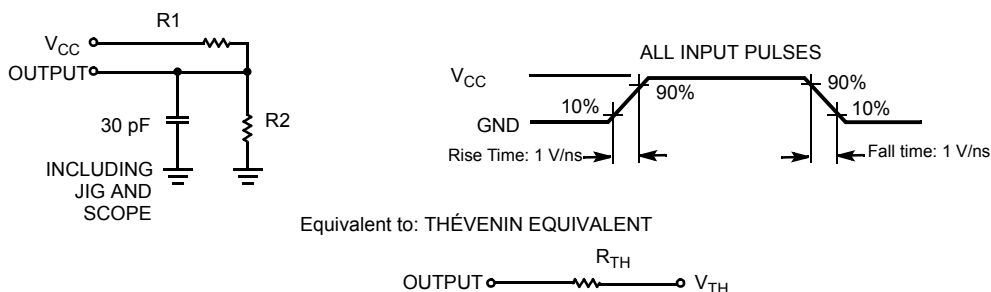 R1
VCC
OUTPUT
30 pF
R2
INCLUDING
JIG AND
SCOPE
ALL INPUT PULSES
VCC
GND
10%
90%
90%
10%
Rise Time: 1 V/ns
Fall time: 1 V/ns
Equivalent to: THÉVENIN EQUIVALENT
RTH
OUTPUT
VTH